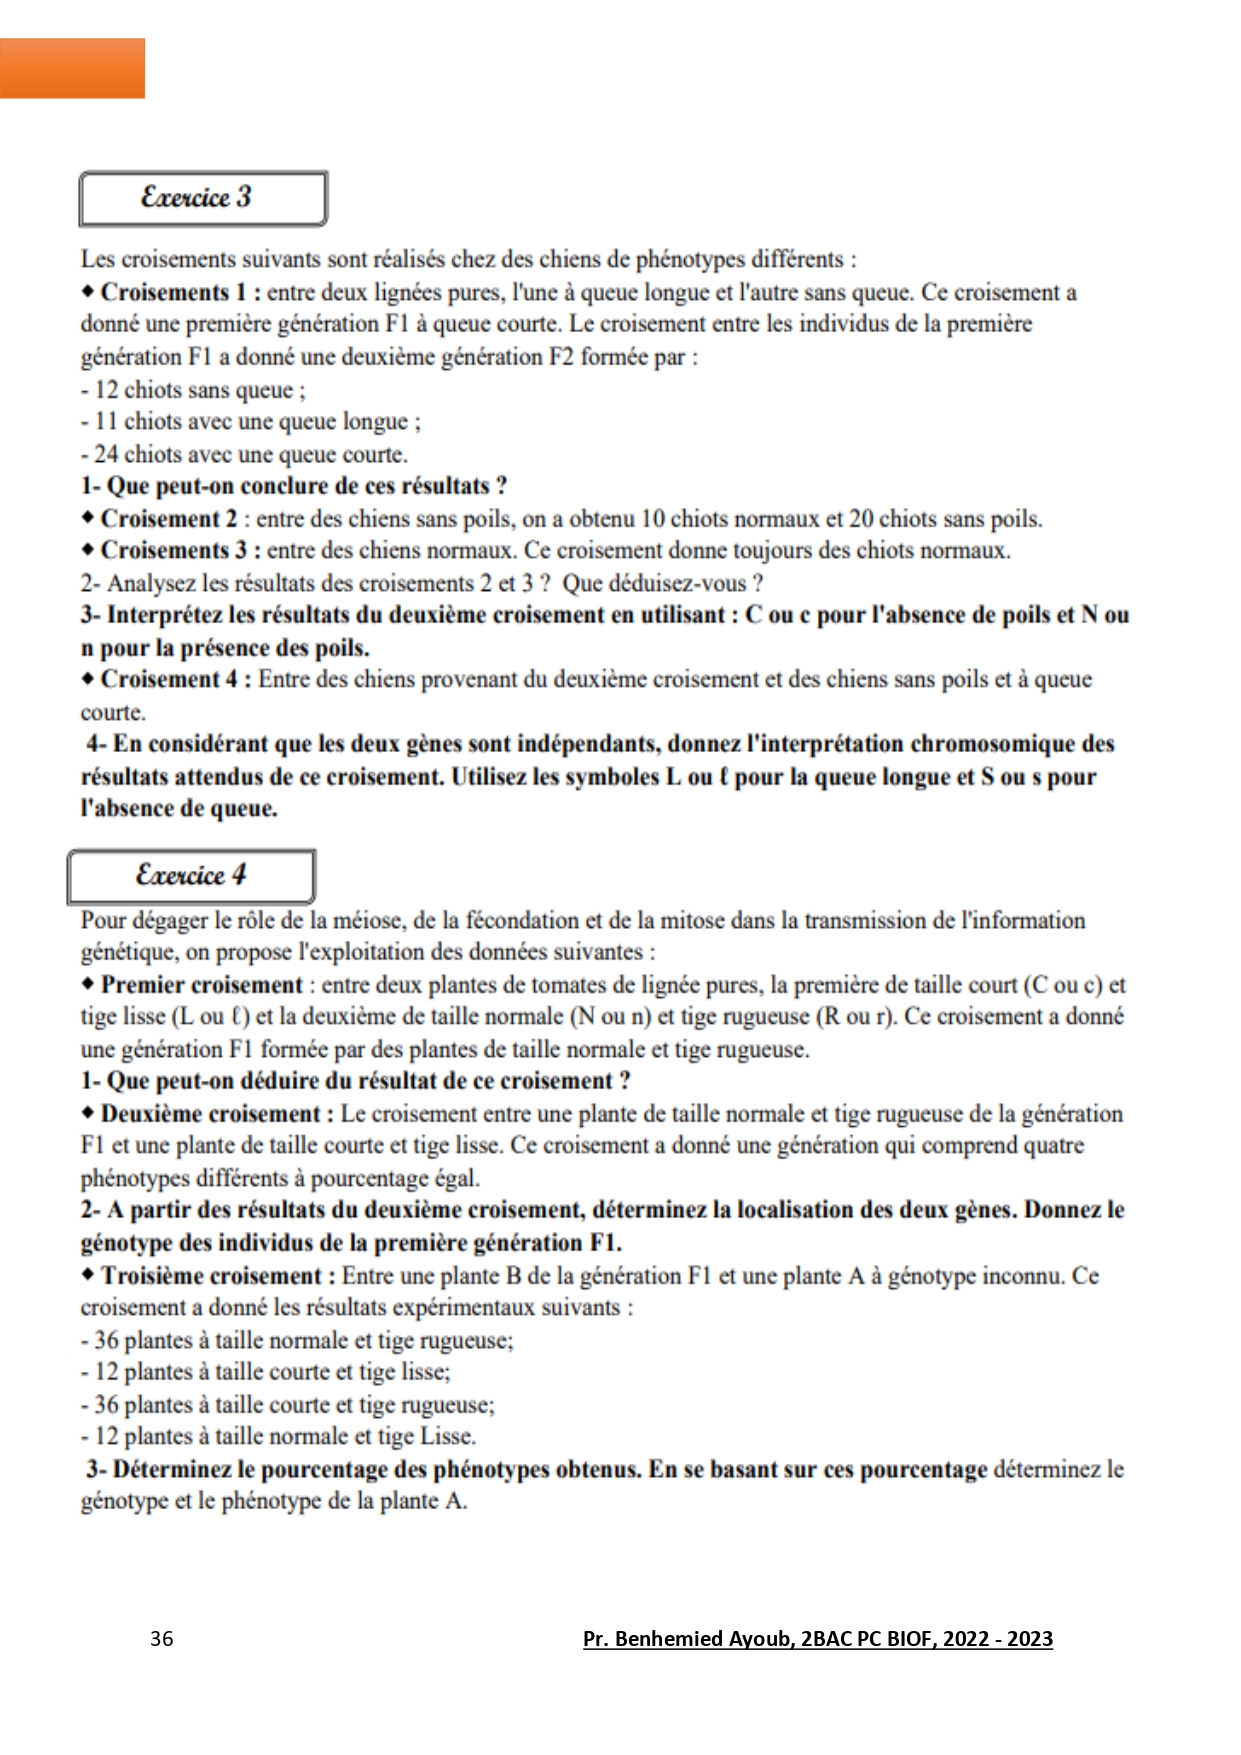 Exercice 3
Les croisements suivants sont réalisés chez des chiens de phénotypes différents :
◆ Croisements 1 : entre deux lignées pures, l'une à queue longue et l'autre sans queue. Ce croisement a
donné une première génération F1 à queue courte. Le croisement entre les individus de la première
génération F1 a donné une deuxième génération F2 formée par :
- 12 chiots sans queue ;
- 11 chiots avec une queue longue ;
- 24 chiots avec une queue courte.
1- Que peut-on conclure de ces résultats ?
◆ Croisement 2 : entre des chiens sans poils, on a obtenu 10 chiots normaux et 20 chiots sans poils.
◆ Croisements 3 : entre des chiens normaux. Ce croisement donne toujours des chiots normaux.
2- Analysez les résultats des croisements 2 et 3 ? Que déduisez-vous ?
3- Interprétez les résultats du deuxième croisement en utilisant : C ou c pour l'absence de poils et N ou
n pour la présence des poils.
◆ Croisement 4 : Entre des chiens provenant du deuxième croisement et des chiens sans poils et à queue
courte.
4- En considérant que les deux gènes sont indépendants, donnez l'interprétation chromosomique des
résultats attendus de ce croisement. Utilisez les symboles L ou ℓ pour la queue longue et S ou s pour
l'absence de queue.
Exercice 4
Pour dégager le rôle de la méiose, de la fécondation et de la mitose dans la transmission de l'information
génétique, on propose l'exploitation des données suivantes :
◆ Premier croisement : entre deux plantes de tomates de lignée pures, la première de taille court (C ou c) et
tige lisse (L ou ℓ) et la deuxième de taille normale (N ou n) et tige rugueuse (R ou r). Ce croisement a donné
une génération F1 formée par des plantes de taille normale et tige rugueuse.
1- Que peut-on déduire du résultat de ce croisement ?
◆ Deuxième croisement : Le croisement entre une plante de taille normale et tige rugueuse de la génération
F1 et une plante de taille courte et tige lisse. Ce croisement a donné une génération qui comprend quatre
phénotypes différents à pourcentage égal.
2- A partir des résultats du deuxième croisement, déterminez la localisation des deux gènes. Donnez le
génotype des individus de la première génération F1.
◆ Troisième croisement : Entre une plante B de la génération F1 et une plante A à génotype inconnu. Ce
croisement a donné les résultats expérimentaux suivants :
- 36 plantes à taille normale et tige rugueuse;
- 12 plantes à taille courte et tige lisse;
- 36 plantes à taille courte et tige rugueuse;
- 12 plantes à taille normale et tige Lisse.
3- Déterminez le pourcentage des phénotypes obtenus. En se basant sur ces pourcentage déterminez le
génotype et le phénotype de la plante A.
36 Pr. Benhemied Ayoub, 2BAC PC BIOF, 2022 - 2023